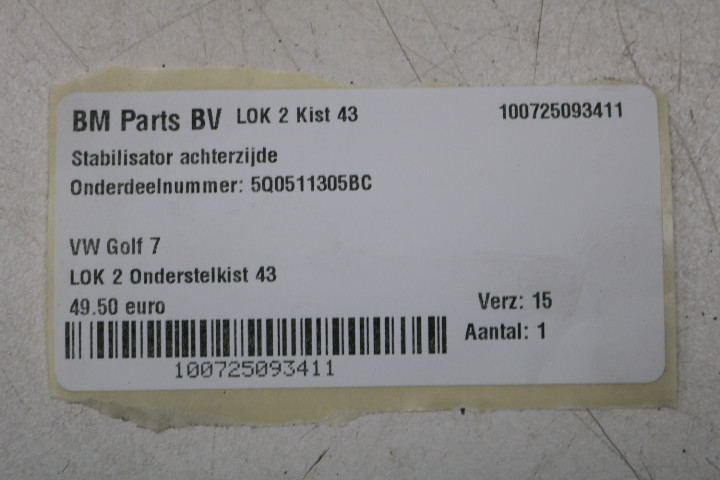 BM Parts BV LOK 2 Kist 43 100725093411
Stabilisator achterzijde
Onderdeelnummer: 5Q0511305BC
VW Golf 7
LOK 2 Onderstelkist 43
49.50 euro Verz: 15
Aantal: 1
100725093411